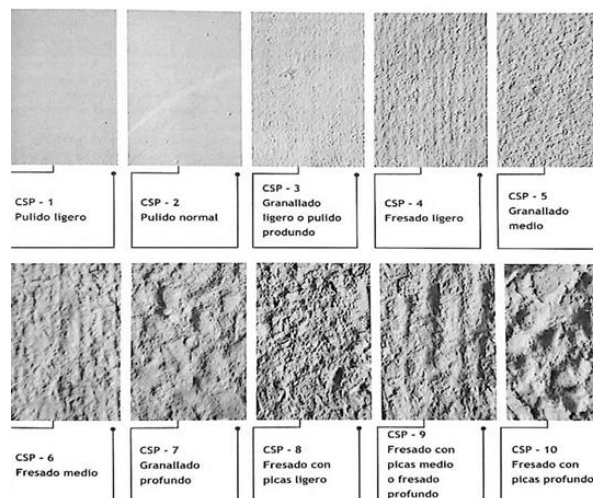 CSP - 1
Pulido ligero
CSP - 2
Pulido normal
CSP - 3
Granallado
ligero o pulido
produndo
CSP - 4
Fresado ligero
CSP - 5
Granallado
medio
CSP - 6
Fresado medio
CSP - 7
Granallado
profundo
CSP - 8
Fresado con
picas ligero
CSP - 9
Fresado con
picas medio
o fresado
profundo
CSP - 10
Fresado con
picas profundo